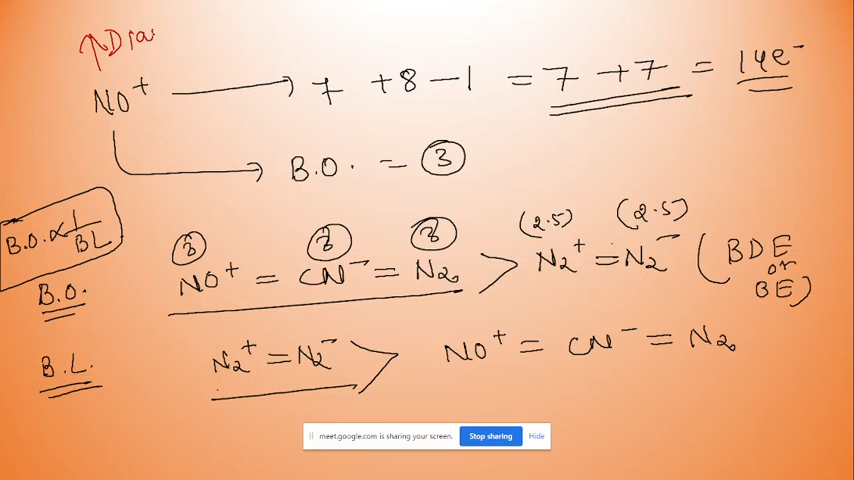 ↑Dia
NO⁺ → 7 + 8 − 1 = 7 + 7 = 14e⁻
B.O. = 3
B.O. ∝ 1/BL
3 3 3 (2.5) (2.5)
B.O. NO⁺ = CN⁻ = N₂ > N₂⁺ = N₂⁻ (BDE or BE)
B.L. N₂⁺ = N₂⁻ > NO⁺ = CN⁻ = N₂
meet.google.com is sharing your screen. Stop sharing Hide